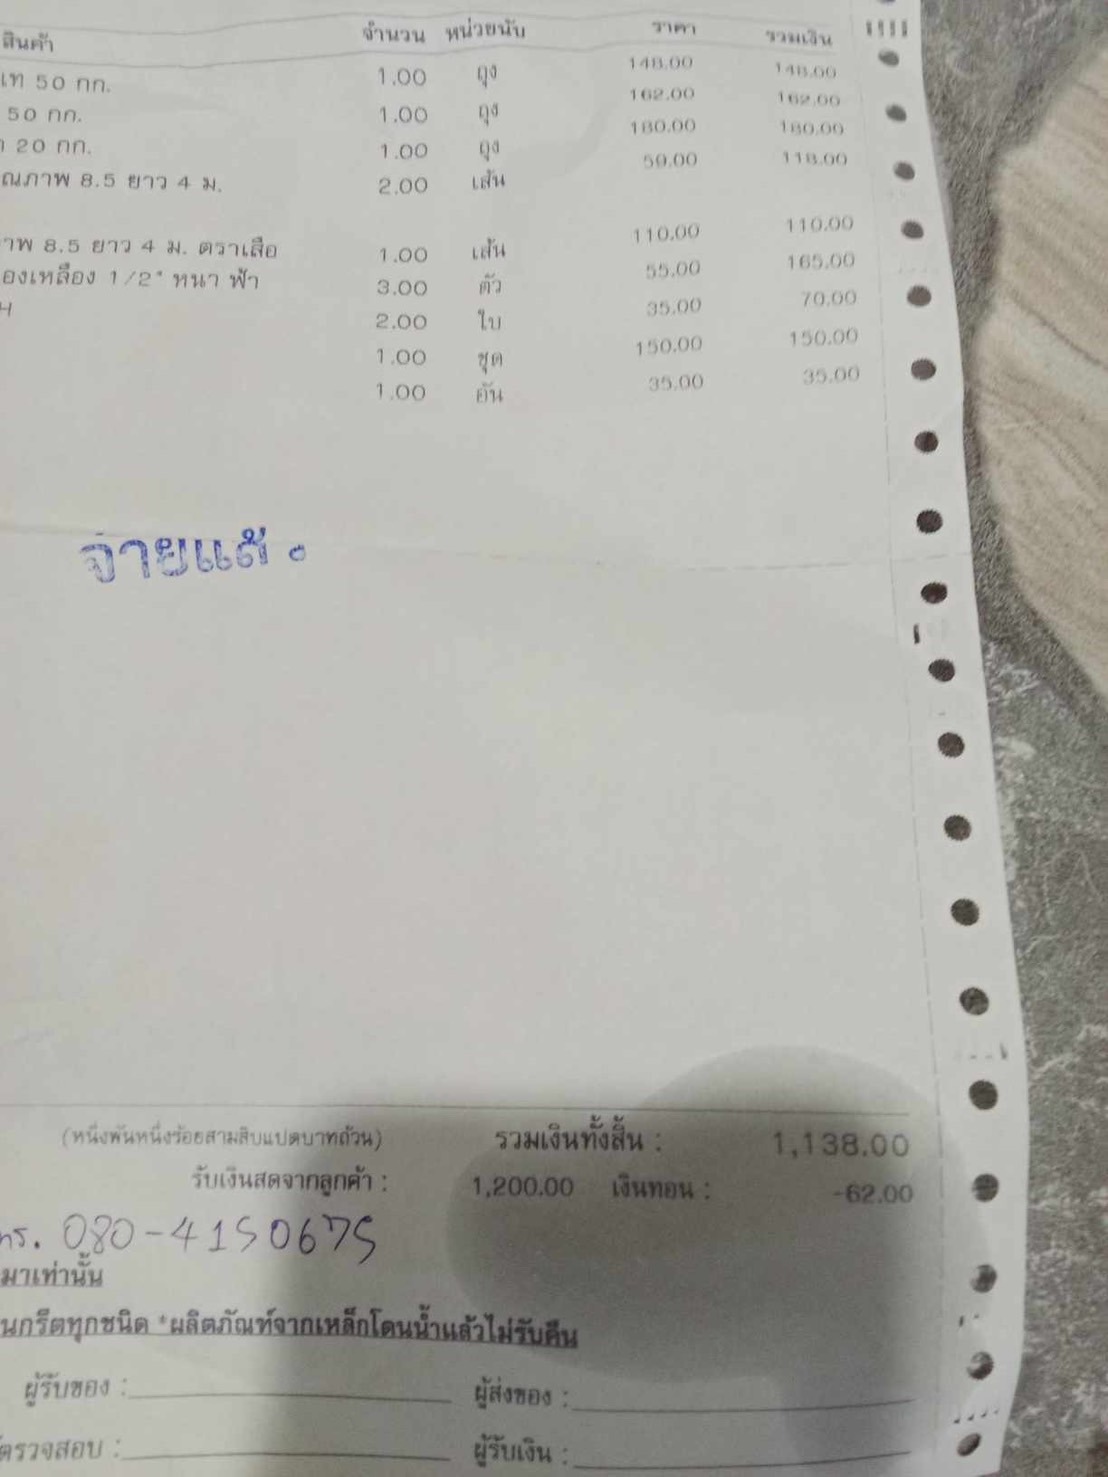 สินค้า จำนวน หน่วยนับ ราคา รวมเงิน
เท 50 กก. 1.00 ถุง 148.00 148.00
50 กก. 1.00 ถุง 162.00 162.00
20 กก. 1.00 ถุง 180.00 180.00
ุณภาพ 8.5 ยาว 4 ม. 2.00 เส้น 59.00 118.00
าพ 8.5 ยาว 4 ม. ตราเสือ 1.00 เส้น 110.00 110.00
องเหลือง 1/2" หนา ฟ้า 3.00 ตัว 55.00 165.00
2.00 ใบ 35.00 70.00
1.00 ชุด 150.00 150.00
1.00 อัน 35.00 35.00
จ่ายแล้ว
(หนึ่งพันหนึ่งร้อยสามสิบแปดบาทถ้วน) รวมเงินทั้งสิ้น : 1,138.00
รับเงินสดจากลูกค้า : 1,200.00 เงินทอน : -62.00
โทร. 080-4150675
มาเท่านั้น
นกรีตทุกชนิด *ผลิตภัณฑ์จากเหล็กโดนน้ำแล้วไม่รับคืน
ผู้รับของ : ผู้ส่งของ :
ตรวจสอบ : ผู้รับเงิน :